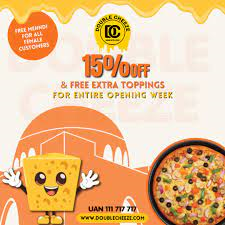 FREE MEHNDI
FOR ALL
FEMALE
CUSTOMERS
DOUBLE CHEEZE
DC
15%OFF
& FREE EXTRA TOPPINGS
FOR ENTIRE OPENING WEEK
UAN 111 717 717
WWW.DOUBLECHEEZE.COM